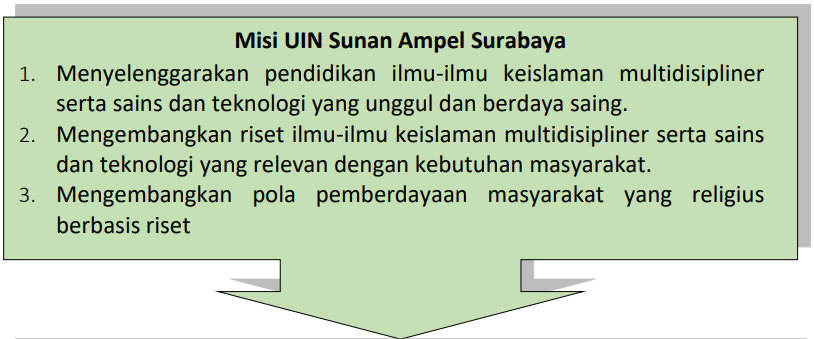 Misi UIN Sunan Ampel Surabaya
1. Menyelenggarakan pendidikan ilmu-ilmu keislaman multidisipliner
serta sains dan teknologi yang unggul dan berdaya saing.
2. Mengembangkan riset ilmu-ilmu keislaman multidisipliner serta sains
dan teknologi yang relevan dengan kebutuhan masyarakat.
3. Mengembangkan pola pemberdayaan masyarakat yang religius
berbasis riset